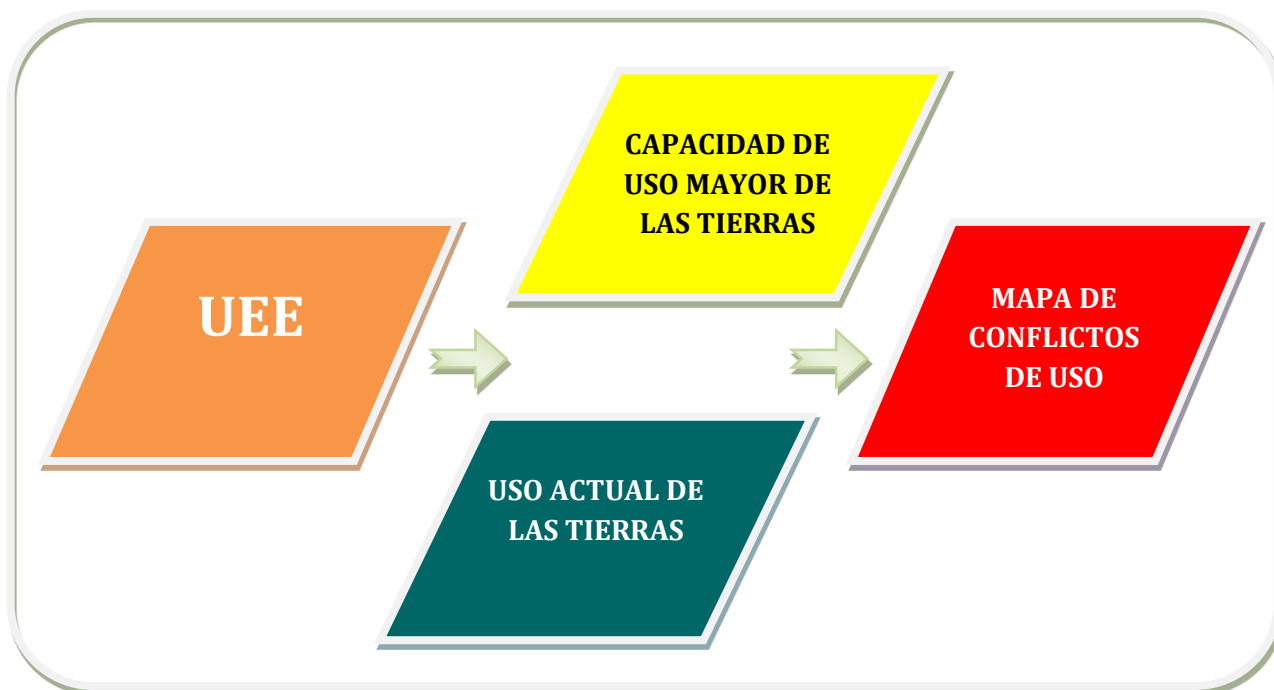 UEE
CAPACIDAD DE
USO MAYOR DE
LAS TIERRAS
USO ACTUAL DE
LAS TIERRAS
MAPA DE
CONFLICTOS
DE USO